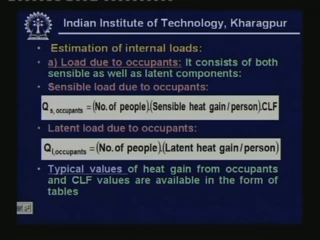 Indian Institute of Technology, Kharagpur
• Estimation of internal loads:
• a) Load due to occupants: It consists of both
sensible as well as latent components:
• Sensible load due to occupants:
Q s,occupants = (No. of people).(Sensible heat gain / person).CLF
• Latent load due to occupants:
Q l,occupants = (No. of people).(Latent heat gain / person)
• Typical values of heat gain from occupants
and CLF values are available in the form of
tables